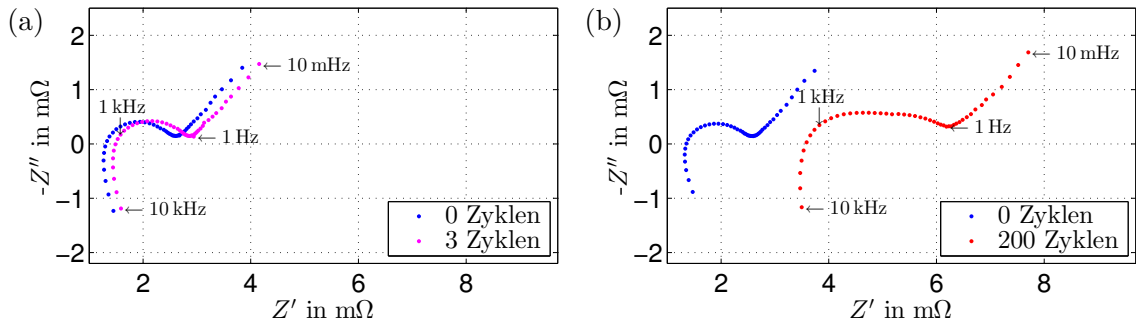 (a)
-Z″ in mΩ
2
1
0
−1
−2
10 mHz
1 kHz
1 Hz
10 kHz
0 Zyklen
3 Zyklen
2 4 6 8
Z′ in mΩ
(b)
-Z″ in mΩ
2
1
0
−1
−2
10 mHz
1 kHz
1 Hz
10 kHz
0 Zyklen
200 Zyklen
2 4 6 8
Z′ in mΩ